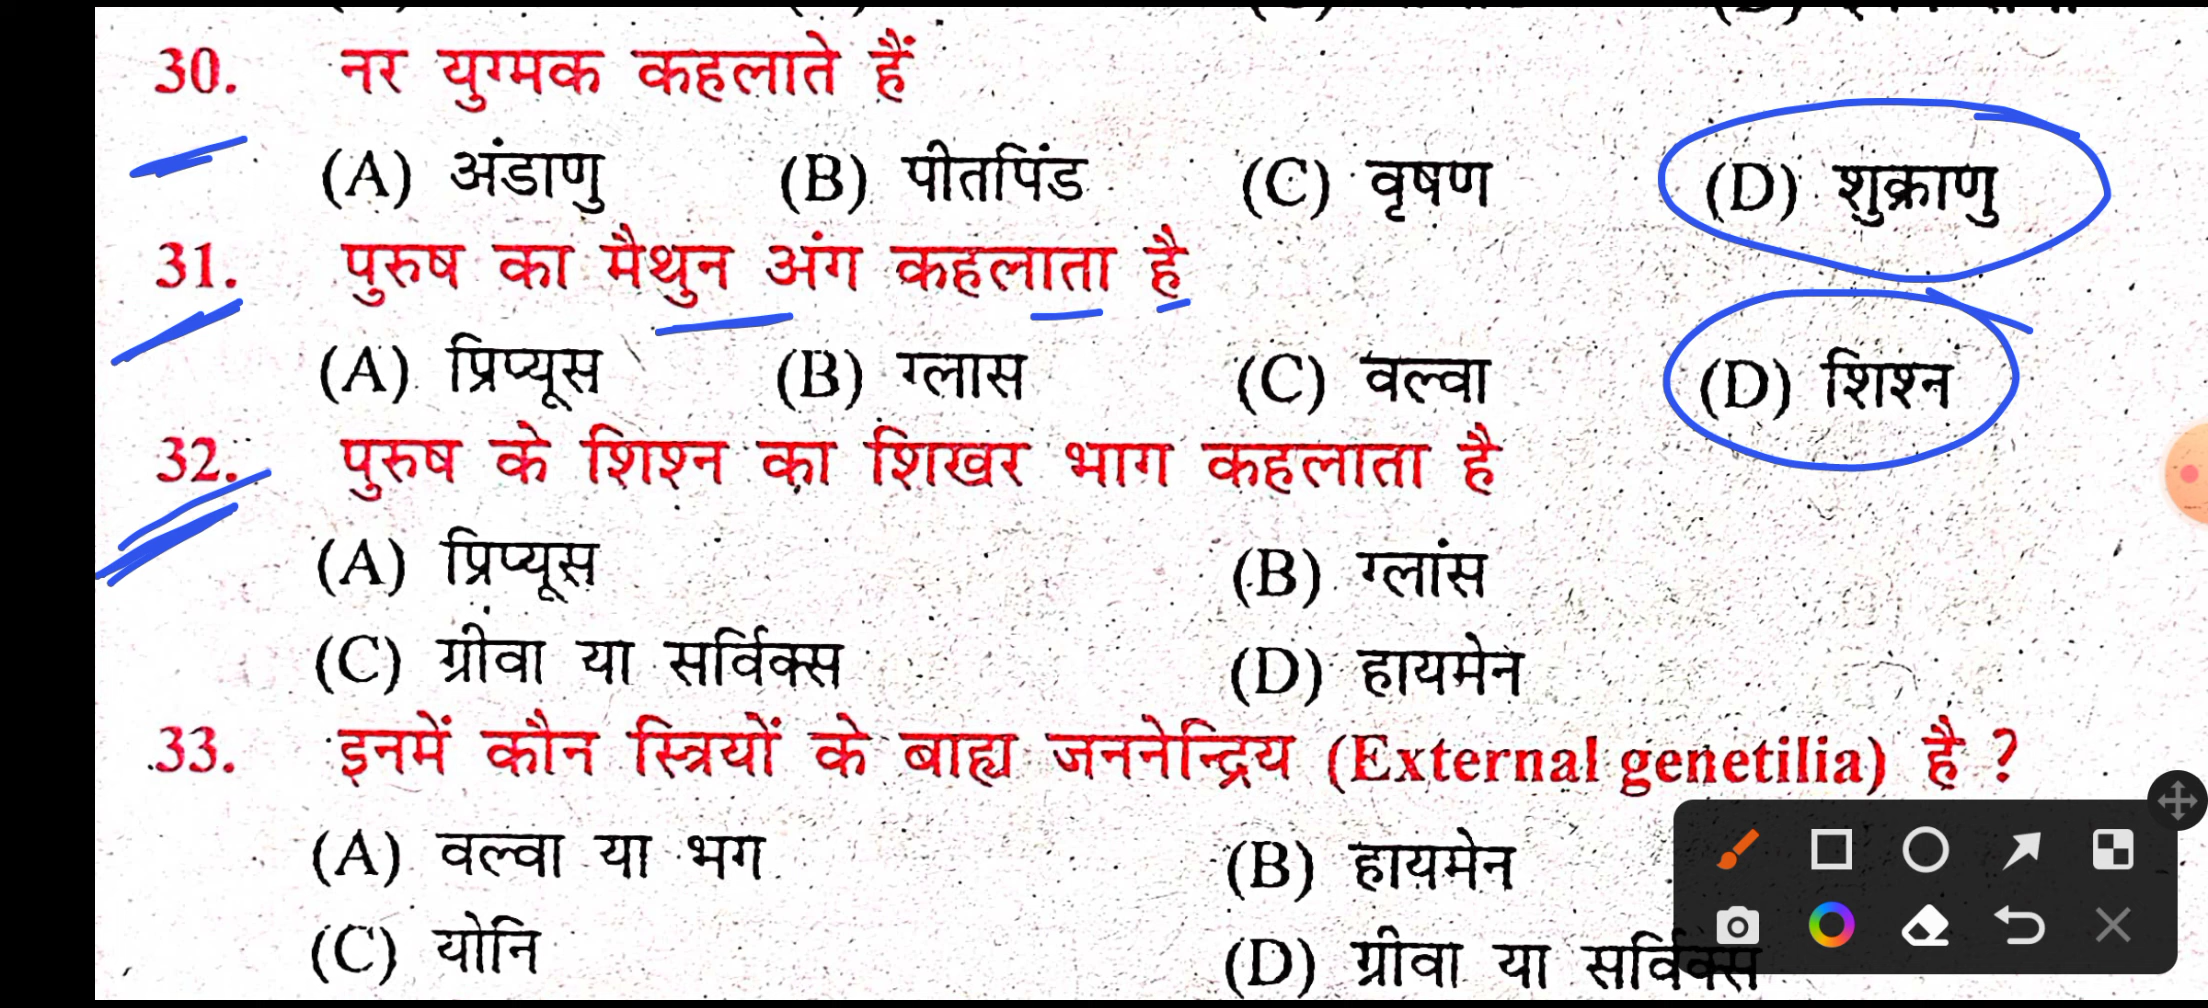 30. नर युग्मक कहलाते हैं
(A) अंडाणु (B) पीतपिंड (C) वृषण (D) शुक्राणु
31. पुरुष का मैथुन अंग कहलाता है
(A) प्रिप्यूस (B) ग्लास (C) वल्वा (D) शिश्न
32. पुरुष के शिश्न का शिखर भाग कहलाता है
(A) प्रिप्यूस (B) ग्लांस
(C) ग्रीवा या सर्विक्स (D) हायमेन
33. इनमें कौन स्त्रियों के बाह्य जननेन्द्रिय (External genetilia) है ?
(A) वल्वा या भग (B) हायमेन
(C) योनि (D) ग्रीवा या सर्विक्स